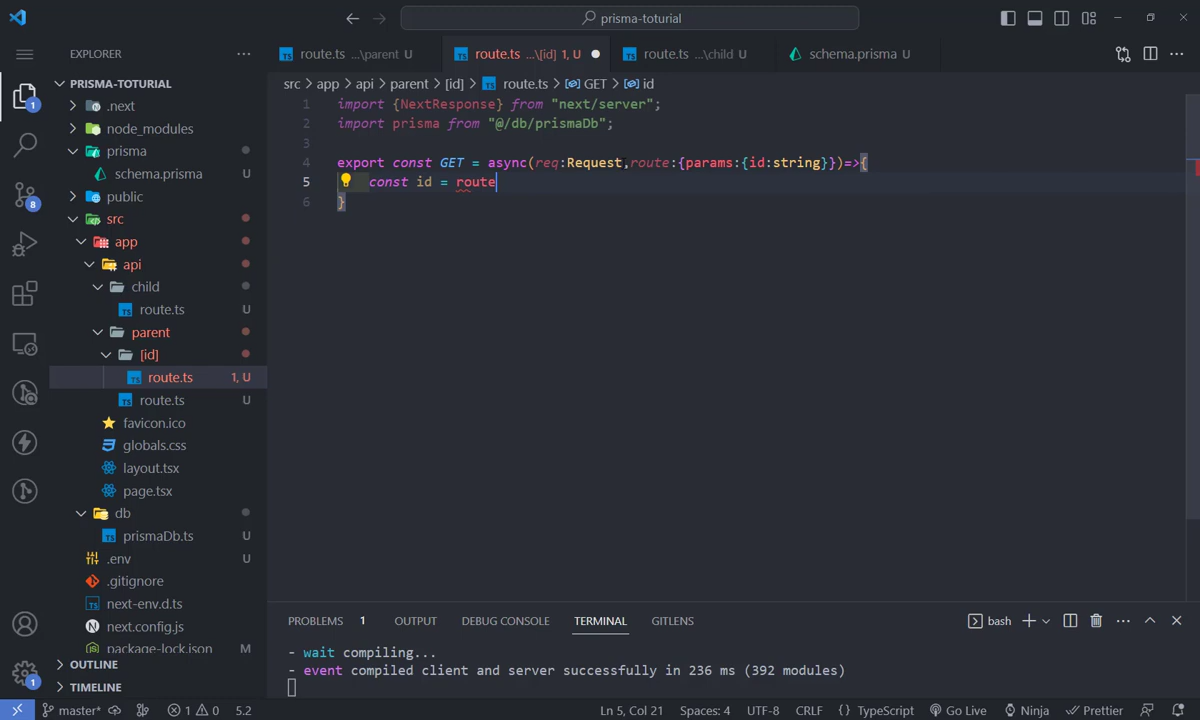 prisma-toturial
EXPLORER
route.ts ...\parent U
route.ts ...\[id] 1, U
route.ts ...\child U
schema.prisma U
PRISMA-TOTURIAL
src > app > api > parent > [id] > route.ts > GET > id
.next
node_modules
prisma
schema.prisma
public
src
app
api
child
route.ts U
parent
[id]
route.ts 1, U
route.ts U
favicon.ico
globals.css
layout.tsx
page.tsx
db
prismaDb.ts U
.env U
.gitignore
next-env.d.ts
next.config.js
package-lock.json M
OUTLINE
TIMELINE
1
8
1
1 import {NextResponse} from "next/server";
2 import prisma from "@/db/prismaDb";
3
4 export const GET = async(req:Request,route:{params:{id:string}})=>{
5 const id = route
6 }
PROBLEMS 1 OUTPUT DEBUG CONSOLE TERMINAL GITLENS
bash
- wait compiling...
- event compiled client and server successfully in 236 ms (392 modules)
master* 1 0 5.2 Ln 5, Col 21 Spaces: 4 UTF-8 CRLF {} TypeScript Go Live Ninja Prettier